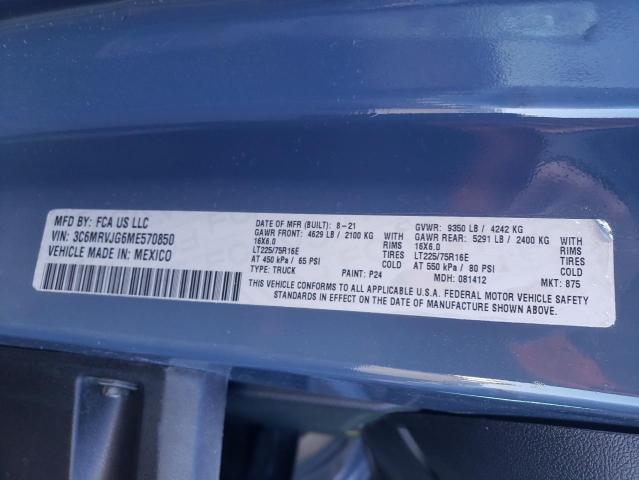 MFD BY: FCA US LLC
VIN: 3C6MRVJG6ME570850
VEHICLE MADE IN: MEXICO
DATE OF MFR (BUILT): 8-21
GAWR FRONT: 4629 LB / 2100 KG WITH
16X6.0 RIMS
LT225/75R16E TIRES
AT 450 KPA / 65 PSI COLD
TYPE: TRUCK PAINT: P24
GVWR: 9350 LB / 4242 KG
GAWR REAR: 5291 LB / 2400 KG WITH
16X6.0 RIMS
LT225/75R16E TIRES
AT 550 KPA / 80 PSI COLD
MDH: 081412 MKT: 875
THIS VEHICLE CONFORMS TO ALL APPLICABLE U.S.A. FEDERAL MOTOR VEHICLE SAFETY
STANDARDS IN EFFECT ON THE DATE OF MANUFACTURE SHOWN ABOVE.